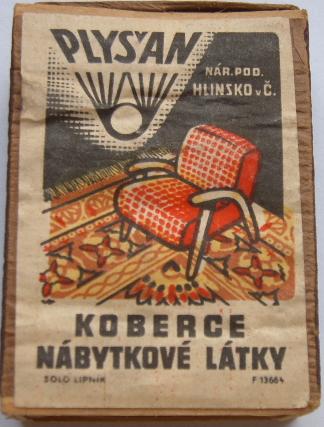 PLYŠAN
NÁR. POD.
HLINSKO v Č.
KOBERCE
NÁBYTKOVÉ LÁTKY
SOLO LIPNÍK F 13664